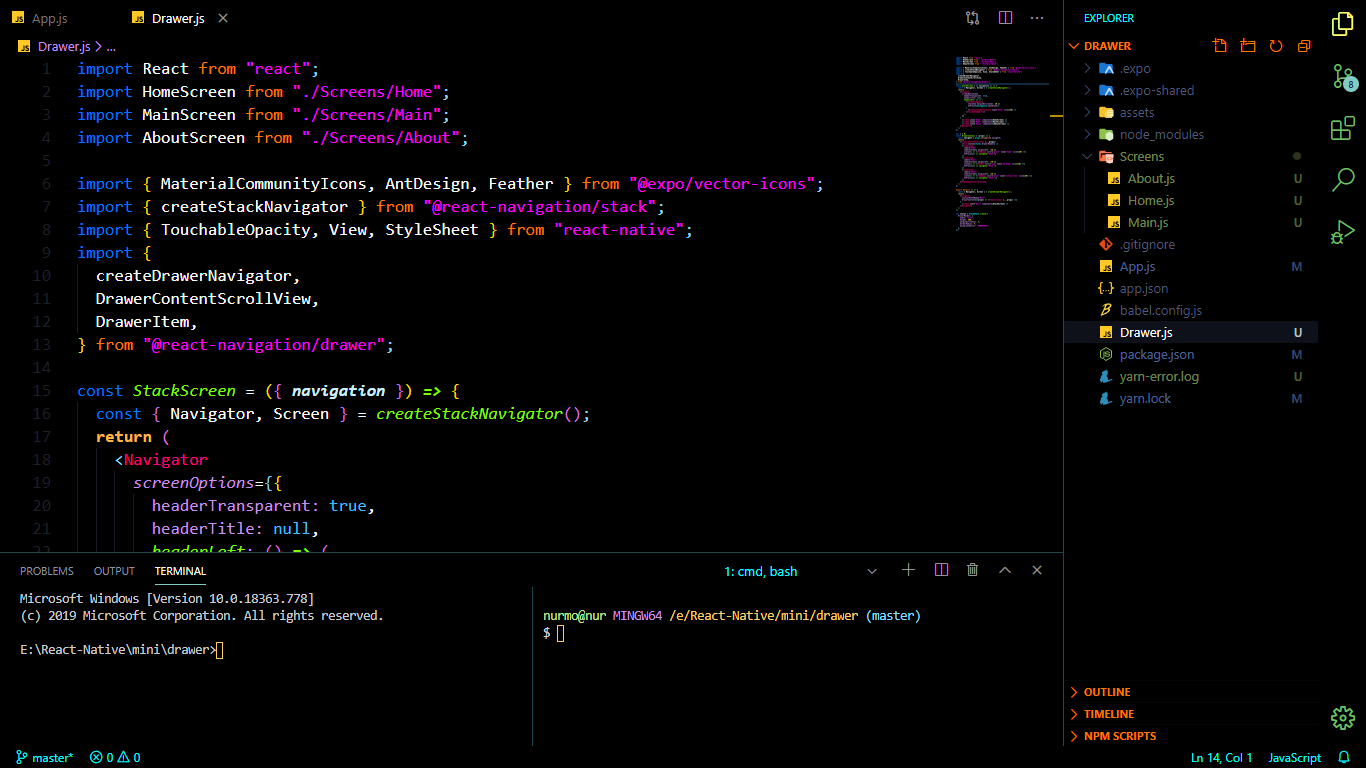 App.js
Drawer.js
EXPLORER
Drawer.js > ...
DRAWER
1 import React from "react";
2 import HomeScreen from "./Screens/Home";
3 import MainScreen from "./Screens/Main";
4 import AboutScreen from "./Screens/About";
5
6 import { MaterialCommunityIcons, AntDesign, Feather } from "@expo/vector-icons";
7 import { createStackNavigator } from "@react-navigation/stack";
8 import { TouchableOpacity, View, StyleSheet } from "react-native";
9 import {
10 createDrawerNavigator,
11 DrawerContentScrollView,
12 DrawerItem,
13 } from "@react-navigation/drawer";
14
15 const StackScreen = ({ navigation }) => {
16 const { Navigator, Screen } = createStackNavigator();
17 return (
18 <Navigator
19 screenOptions={{
20 headerTransparent: true,
21 headerTitle: null,
22 headerLeft: () => (
.expo
.expo-shared
assets
node_modules
Screens
About.js U
Home.js U
Main.js U
.gitignore
App.js M
app.json
babel.config.js
Drawer.js U
package.json M
yarn-error.log U
yarn.lock M
8
PROBLEMS OUTPUT TERMINAL
1: cmd, bash
Microsoft Windows [Version 10.0.18363.778]
(c) 2019 Microsoft Corporation. All rights reserved.
E:\React-Native\mini\drawer>
nurmo@nur MINGW64 /e/React-Native/mini/drawer (master)
$
OUTLINE
TIMELINE
NPM SCRIPTS
master* 0 0
Ln 14, Col 1 JavaScript